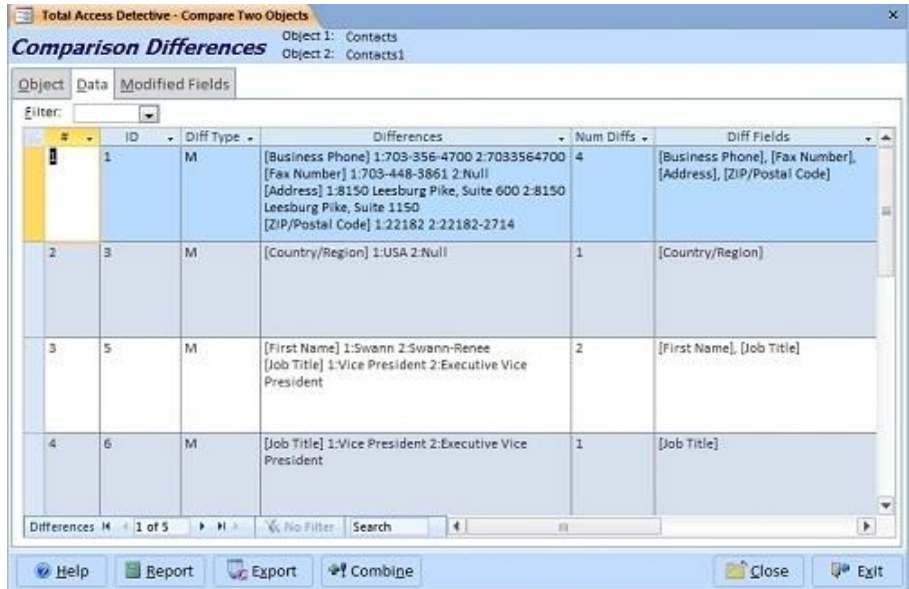 Total Access Detective - Compare Two Objects
Comparison Differences
Object 1: Contacts
Object 2: Contacts1
Object Data Modified Fields
Filter:
# ID Diff Type Differences Num Diffs Diff Fields
1 1 M [Business Phone] 1:703-356-4700 2:7033564700 4 [Business Phone], [Fax Number],
[Fax Number] 1:703-448-3861 2:Null [Address], [ZIP/Postal Code]
[Address] 1:8150 Leesburg Pike, Suite 600 2:8150
Leesburg Pike, Suite 1150
[ZIP/Postal Code] 1:22182 2:22182-2714
2 3 M [Country/Region] 1:USA 2:Null 1 [Country/Region]
3 5 M [First Name] 1:Swann 2:Swann-Renee 2 [First Name], [Job Title]
[Job Title] 1:Vice President 2:Executive Vice
President
4 6 M [Job Title] 1:Vice President 2:Executive Vice 1 [Job Title]
President
Differences 1 of 5 No Filter Search
Help Report Export Combine Close Exit